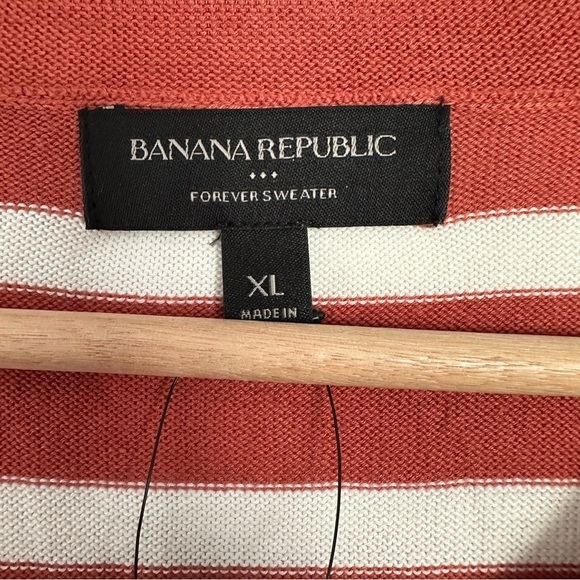 BANANA REPUBLIC
FOREVER SWEATER
XL
MADE IN